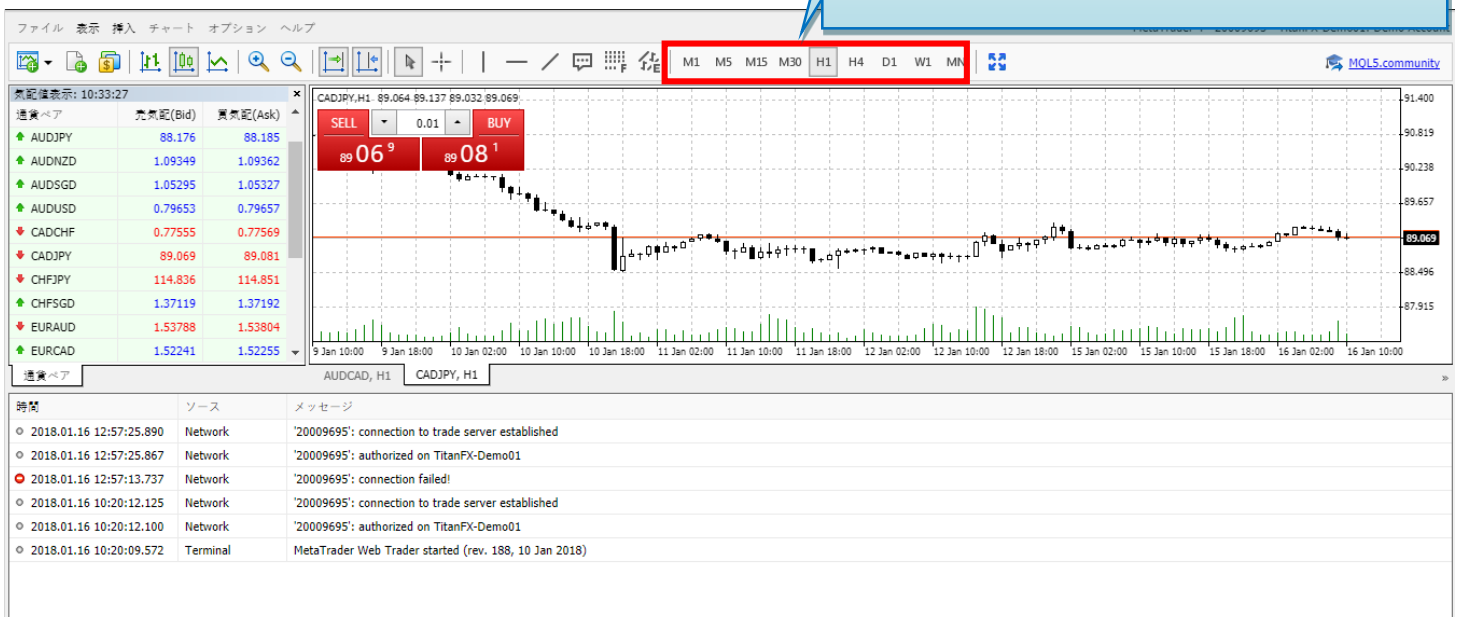 ファイル 表示 挿入 チャート オプション ヘルプ
M1 M5 M15 M30 H1 H4 D1 W1 MN
MQL5.community
気配値表示: 10:33:27
通貨ペア 売気配(Bid) 買気配(Ask)
AUDJPY 88.176 88.185
AUDNZD 1.09349 1.09362
AUDSGD 1.05295 1.05327
AUDUSD 0.79653 0.79657
CADCHF 0.77555 0.77569
CADJPY 89.069 89.081
CHFJPY 114.836 114.851
CHFSGD 1.37119 1.37192
EURAUD 1.53788 1.53804
EURCAD 1.52241 1.52255
通貨ペア
CADJPY,H1 89.064 89.137 89.032 89.069
SELL 0.01 BUY
89 06 9 89 08 1
91.400
90.819
90.238
89.657
89.069
88.496
87.915
9 Jan 10:00 9 Jan 18:00 10 Jan 02:00 10 Jan 10:00 10 Jan 18:00 11 Jan 02:00 11 Jan 10:00 11 Jan 18:00 12 Jan 02:00 12 Jan 10:00 12 Jan 18:00 15 Jan 02:00 15 Jan 10:00 15 Jan 18:00 16 Jan 02:00 16 Jan 10:00
AUDCAD, H1 CADJPY, H1
時間 ソース メッセージ
2018.01.16 12:57:25.890 Network '20009695': connection to trade server established
2018.01.16 12:57:25.867 Network '20009695': authorized on TitanFX-Demo01
2018.01.16 12:57:13.737 Network '20009695': connection failed!
2018.01.16 10:20:12.125 Network '20009695': connection to trade server established
2018.01.16 10:20:12.100 Network '20009695': authorized on TitanFX-Demo01
2018.01.16 10:20:09.572 Terminal MetaTrader Web Trader started (rev. 188, 10 Jan 2018)